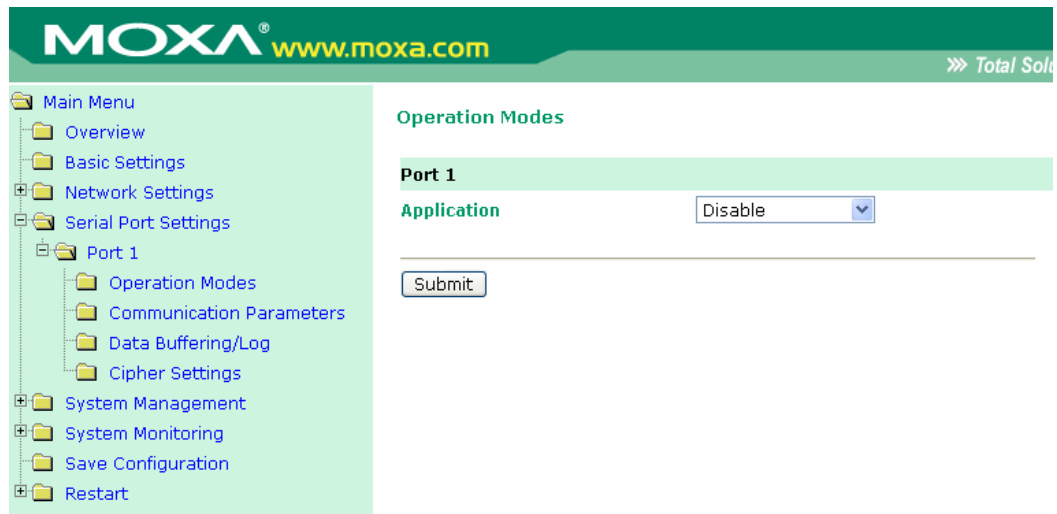 MOXA® www.moxa.com
>>> Total Solu
Main Menu
Overview
Basic Settings
Network Settings
Serial Port Settings
Port 1
Operation Modes
Communication Parameters
Data Buffering/Log
Cipher Settings
System Management
System Monitoring
Save Configuration
Restart
Operation Modes
Port 1
Application Disable
Submit